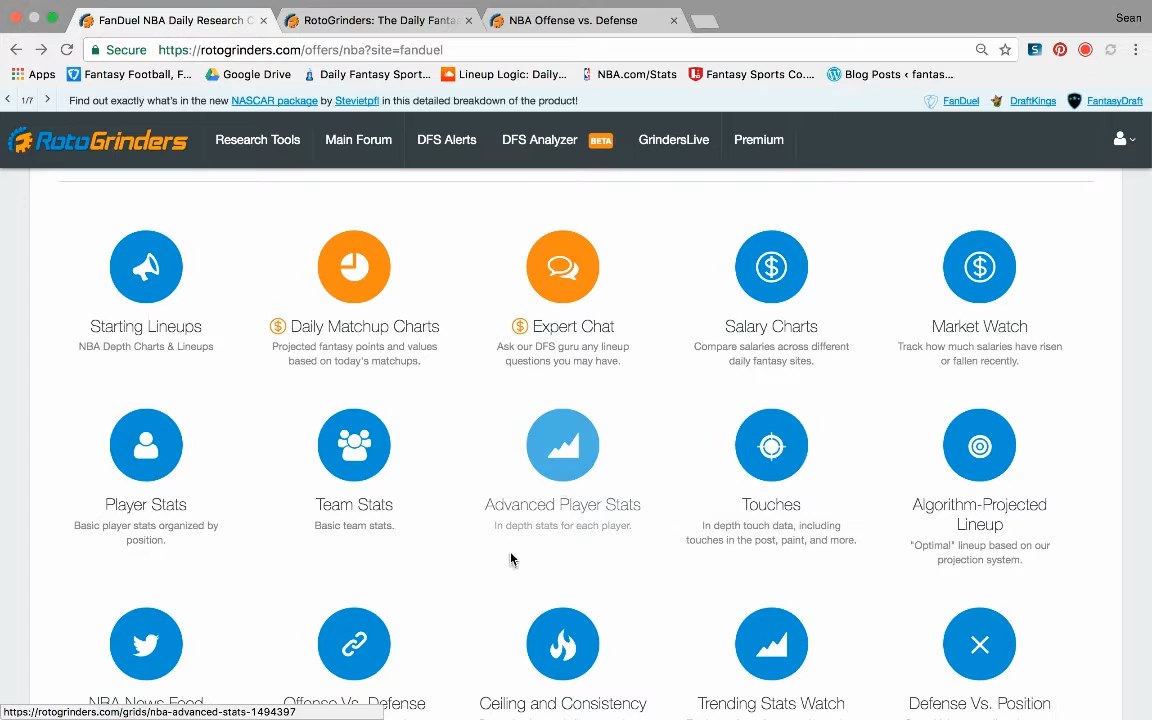 FanDuel NBA Daily Research C
RotoGrinders: The Daily Fanta
NBA Offense vs. Defense
Sean
Secure
https://rotogrinders.com/offers/nba?site=fanduel
Apps
Fantasy Football, F...
Google Drive
Daily Fantasy Sport...
Lineup Logic: Daily...
NBA.com/Stats
Fantasy Sports Co....
Blog Posts ‹ fantas...
1/7
Find out exactly what's in the new NASCAR package by Stevietpfl in this detailed breakdown of the product!
FanDuel
DraftKings
FantasyDraft
RotoGrinders
Research Tools
Main Forum
DFS Alerts
DFS Analyzer BETA
GrindersLive
Premium
Starting Lineups
NBA Depth Charts & Lineups
Daily Matchup Charts
Projected fantasy points and values
based on today's matchups.
Expert Chat
Ask our DFS guru any lineup
questions you may have.
Salary Charts
Compare salaries across different
daily fantasy sites.
Market Watch
Track how much salaries have risen
or fallen recently.
Player Stats
Basic player stats organized by
position.
Team Stats
Basic team stats.
Advanced Player Stats
In depth stats for each player.
Touches
In depth touch data, including
touches in the post, paint, and more.
Algorithm-Projected
Lineup
"Optimal" lineup based on our
projection system.
NBA News Feed
Offense Vs. Defense
Ceiling and Consistency
Trending Stats Watch
Defense Vs. Position
https://rotogrinders.com/grids/nba-advanced-stats-1494397